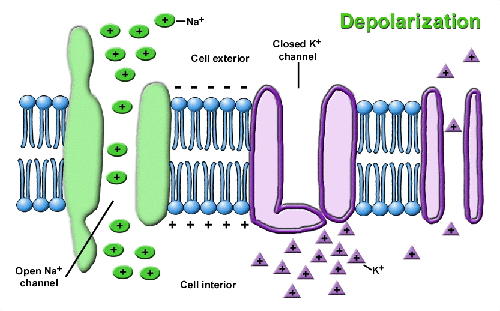 Depolarization
Na⁺
Closed K⁺
channel
Cell exterior
- - - - -
+ + + + +
Open Na⁺
channel
Cell interior
K⁺